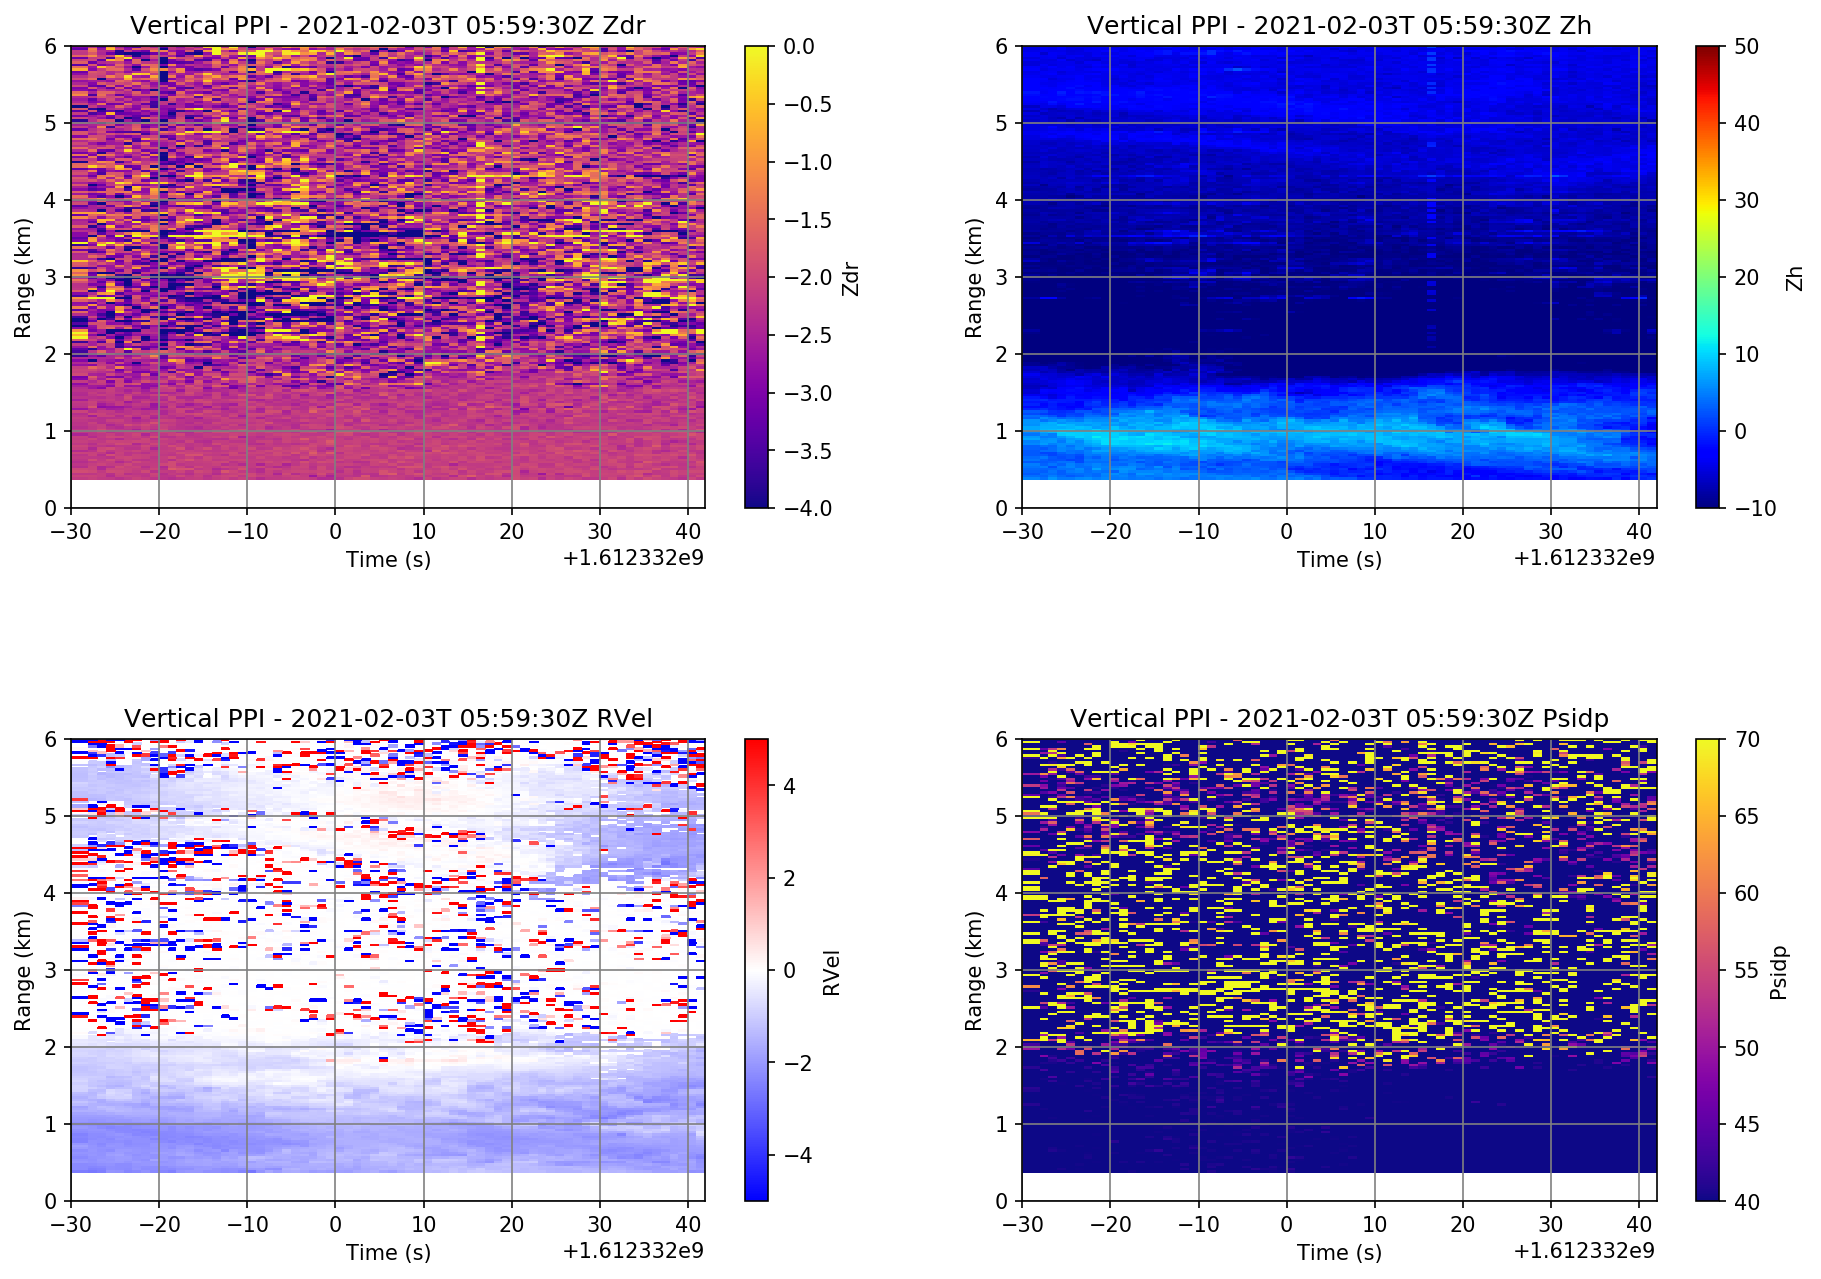 Vertical PPI - 2021-02-03T 05:59:30Z Zdr
6
5
4
3
2
1
0
Range (km)
−30 −20 −10 0 10 20 30 40
Time (s)
+1.612332e9
0.0
−0.5
−1.0
−1.5
−2.0
−2.5
−3.0
−3.5
−4.0
Zdr
Vertical PPI - 2021-02-03T 05:59:30Z Zh
6
5
4
3
2
1
0
Range (km)
−30 −20 −10 0 10 20 30 40
Time (s)
+1.612332e9
50
40
30
20
10
0
−10
Zh
Vertical PPI - 2021-02-03T 05:59:30Z RVel
6
5
4
3
2
1
0
Range (km)
−30 −20 −10 0 10 20 30 40
Time (s)
+1.612332e9
4
2
0
−2
−4
RVel
Vertical PPI - 2021-02-03T 05:59:30Z Psidp
6
5
4
3
2
1
0
Range (km)
−30 −20 −10 0 10 20 30 40
Time (s)
+1.612332e9
70
65
60
55
50
45
40
Psidp